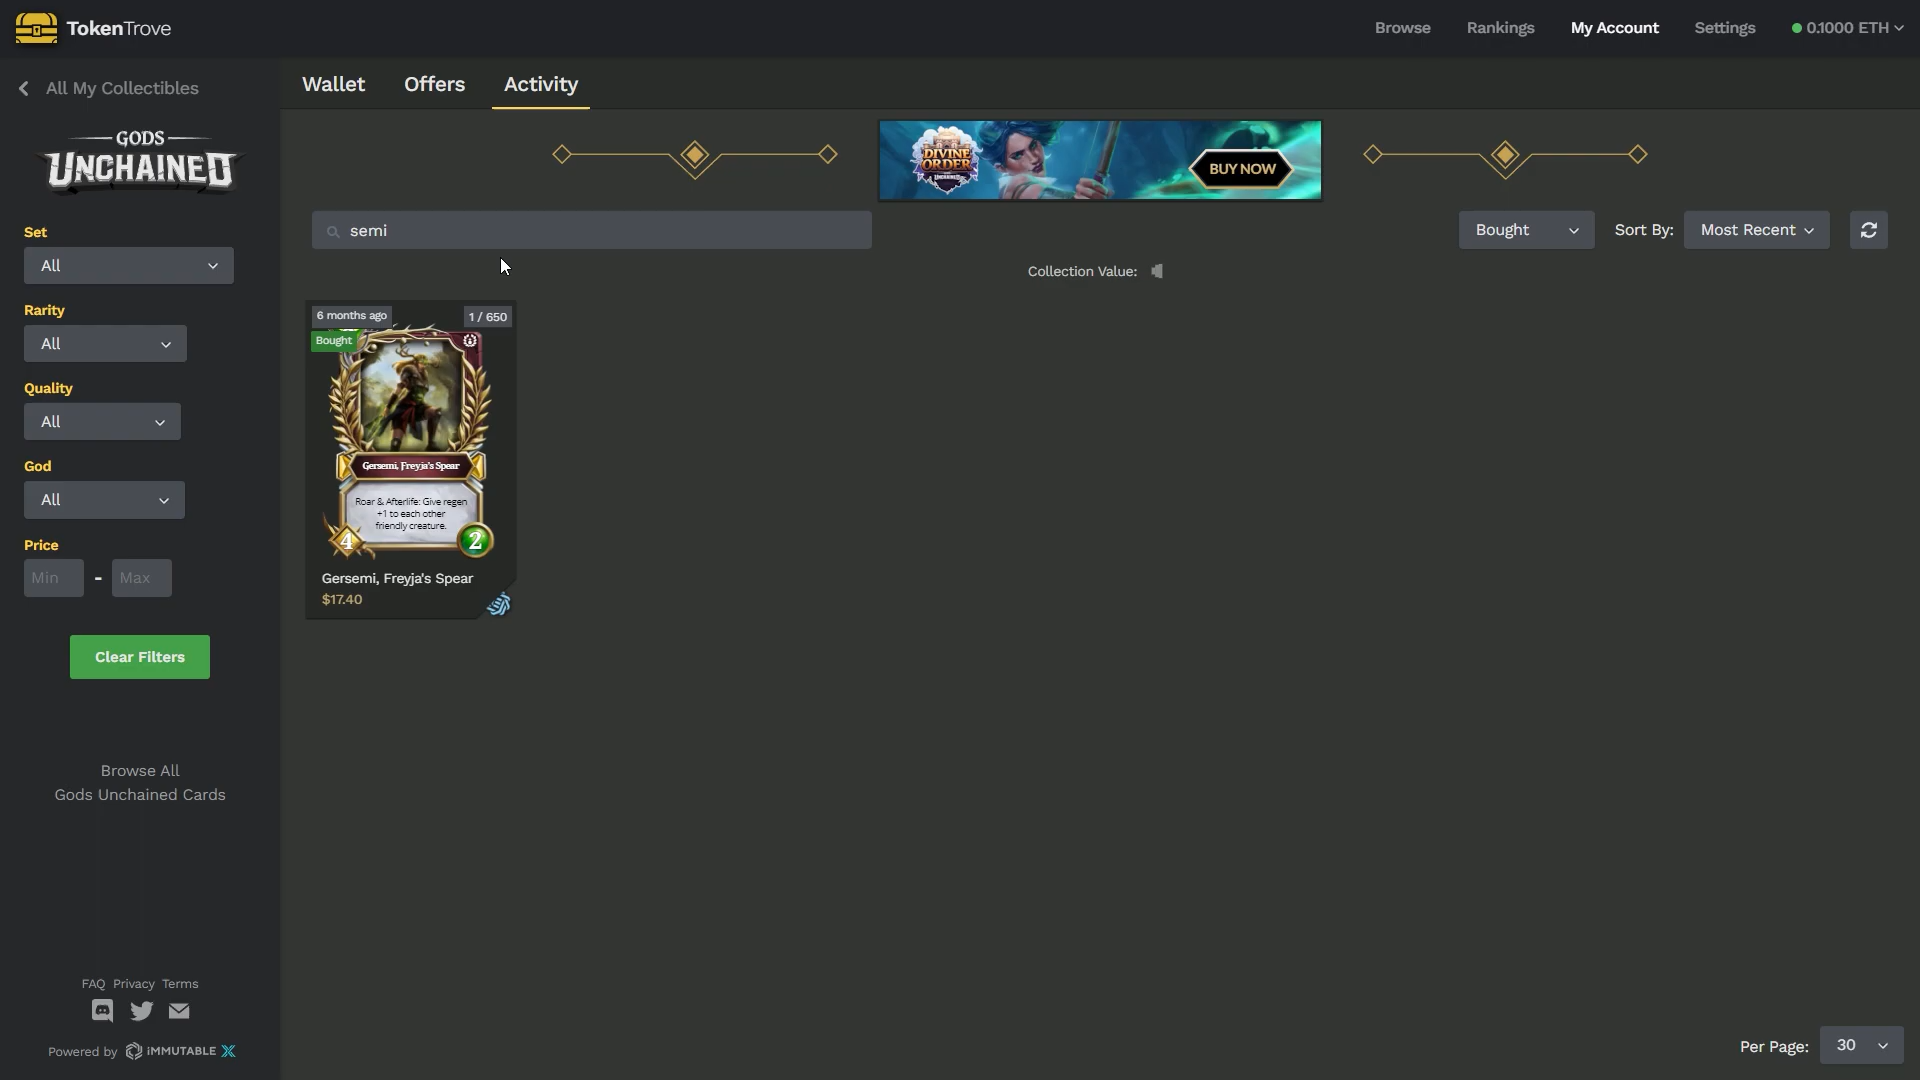 TokenTrove
Browse
Rankings
My Account
Settings
0.1000 ETH
All My Collectibles
GODS
UNCHAINED
Set
All
Rarity
All
Quality
All
God
All
Price
Min
-
Max
Clear Filters
Browse All
Gods Unchained Cards
FAQ Privacy Terms
Powered by IMMUTABLE X
Wallet
Offers
Activity
DIVINE
ORDER
UNCHAINED
BUY NOW
semi
Bought
Sort By:
Most Recent
Collection Value:
6 months ago
1 / 650
Bought
Gersemi, Freyja's Spear
Roar & Afterlife: Give regen
+1 to each other
friendly creature.
4
2
Gersemi, Freyja's Spear
$17.40
Per Page:
30